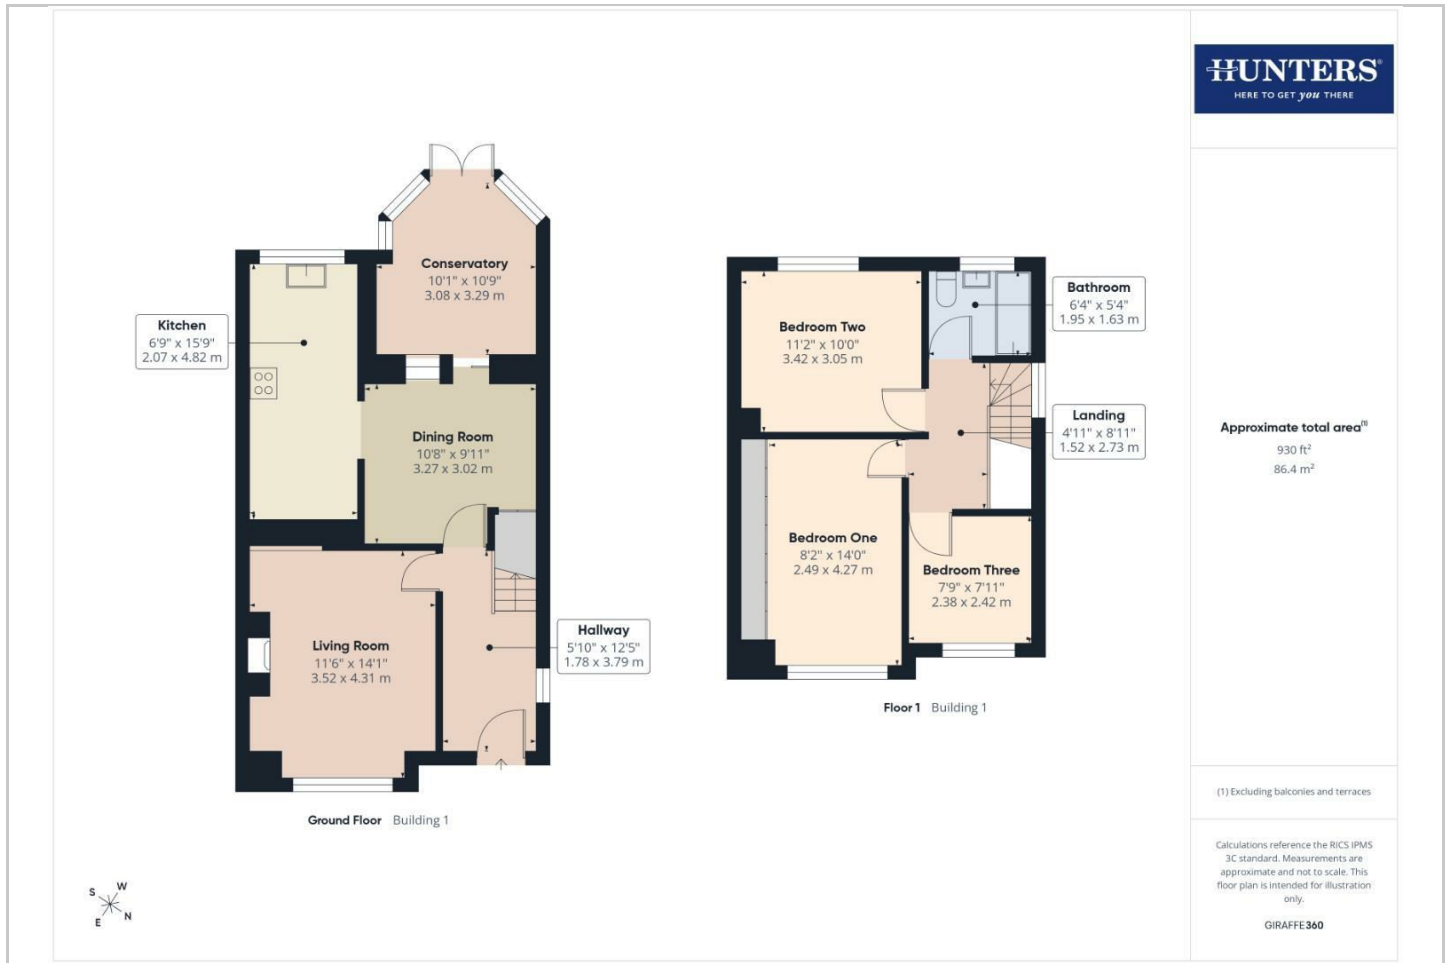 HUNTERS®
HERE TO GET you THERE
Conservatory
10'1" x 10'9"
3.08 x 3.29 m
Kitchen
6'9" x 15'9"
2.07 x 4.82 m
Dining Room
10'8" x 9'11"
3.27 x 3.02 m
Living Room
11'6" x 14'1"
3.52 x 4.31 m
Hallway
5'10" x 12'5"
1.78 x 3.79 m
Ground Floor Building 1
Bedroom Two
11'2" x 10'0"
3.42 x 3.05 m
Bathroom
6'4" x 5'4"
1.95 x 1.63 m
Landing
4'11" x 8'11"
1.52 x 2.73 m
Bedroom One
8'2" x 14'0"
2.49 x 4.27 m
Bedroom Three
7'9" x 7'11"
2.38 x 2.42 m
Floor 1 Building 1
S W
E N
Approximate total area(1)
930 ft²
86.4 m²
(1) Excluding balconies and terraces
Calculations reference the RICS IPMS
3C standard. Measurements are
approximate and not to scale. This
floor plan is intended for illustration
only.
GIRAFFE360